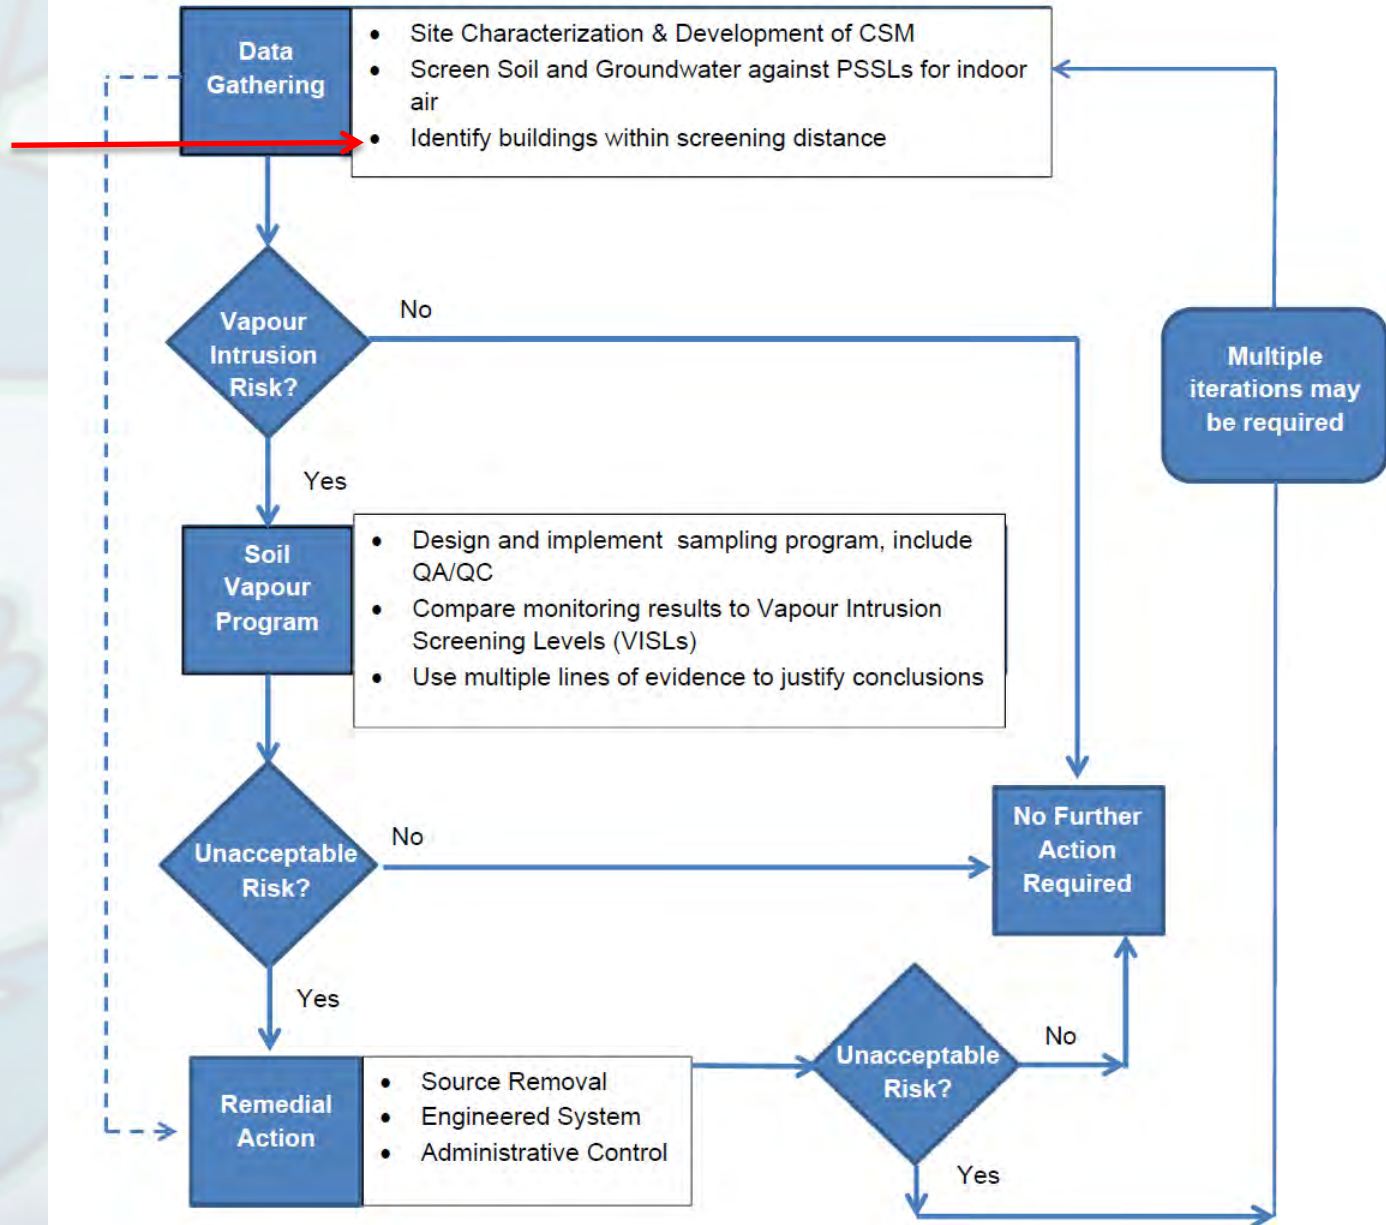 Data
Gathering
• Site Characterization & Development of CSM
• Screen Soil and Groundwater against PSSLs for indoor
air
• Identify buildings within screening distance
Vapour
Intrusion
Risk?
No
Yes
Multiple
iterations may
be required
Soil
Vapour
Program
• Design and implement sampling program, include
QA/QC
• Compare monitoring results to Vapour Intrusion
Screening Levels (VISLs)
• Use multiple lines of evidence to justify conclusions
Unacceptable
Risk?
No
Yes
No Further
Action
Required
Remedial
Action
• Source Removal
• Engineered System
• Administrative Control
Unacceptable
Risk?
No
Yes